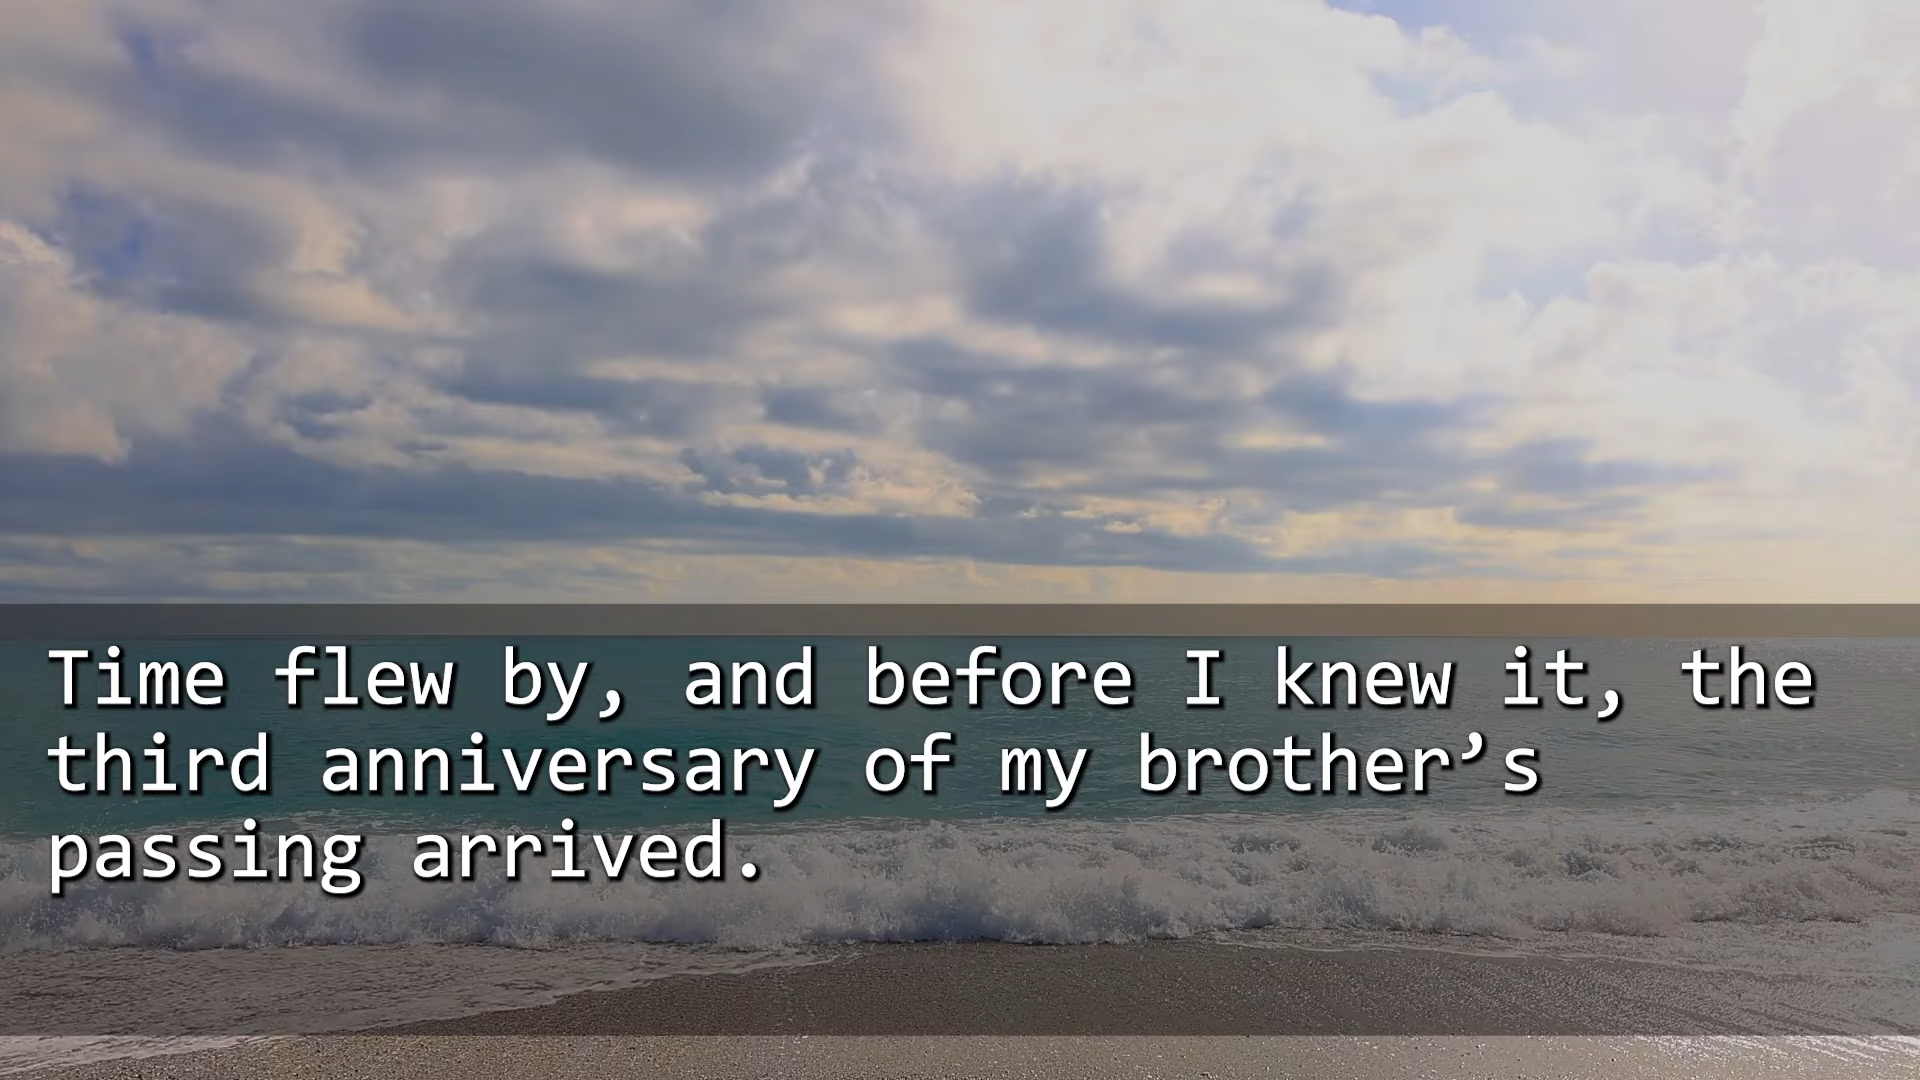 Time flew by, and before I knew it, the
third anniversary of my brother’s
passing arrived.